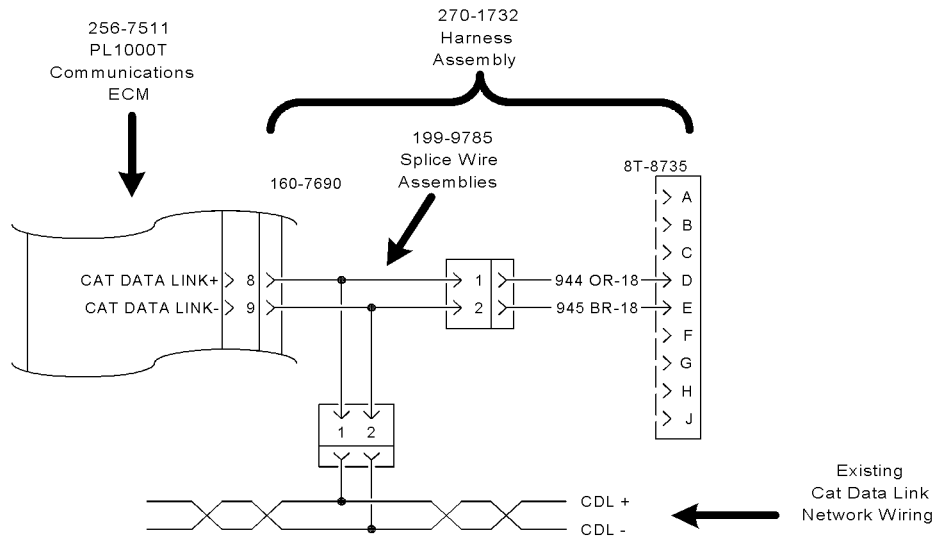 256-7511
PL1000T
Communications
ECM
270-1732
Harness
Assembly
199-9785
Splice Wire
Assemblies
160-7690
8T-8735
A
B
C
CAT DATA LINK+ 8 1 944 OR-18 D
CAT DATA LINK- 9 2 945 BR-18 E
F
G
H
J
1 2
CDL +
CDL -
Existing
Cat Data Link
Network Wiring